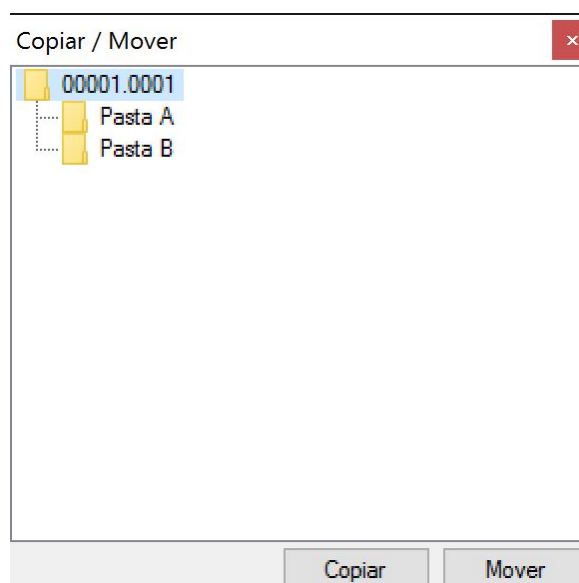 Copiar / Mover
×
00001.0001
Pasta A
Pasta B
Copiar Mover